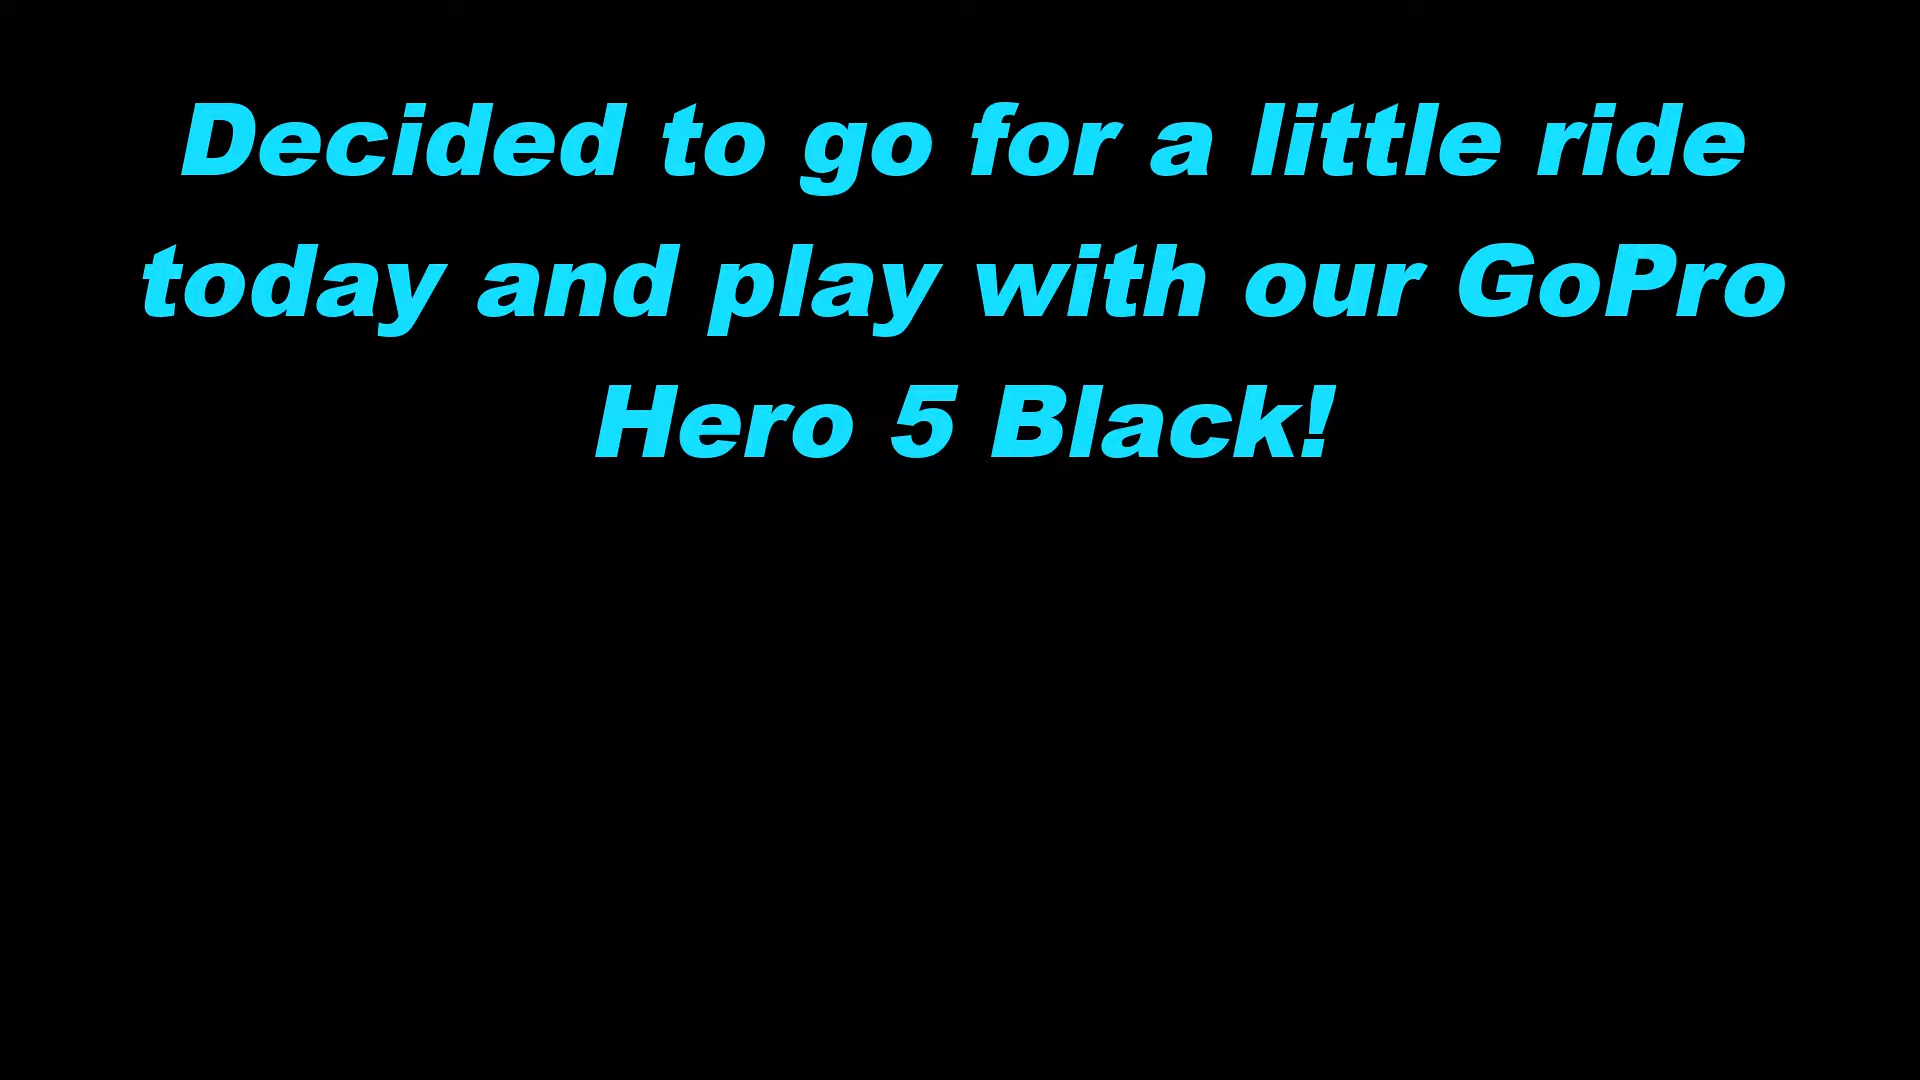 Decided to go for a little ride
today and play with our GoPro
Hero 5 Black!